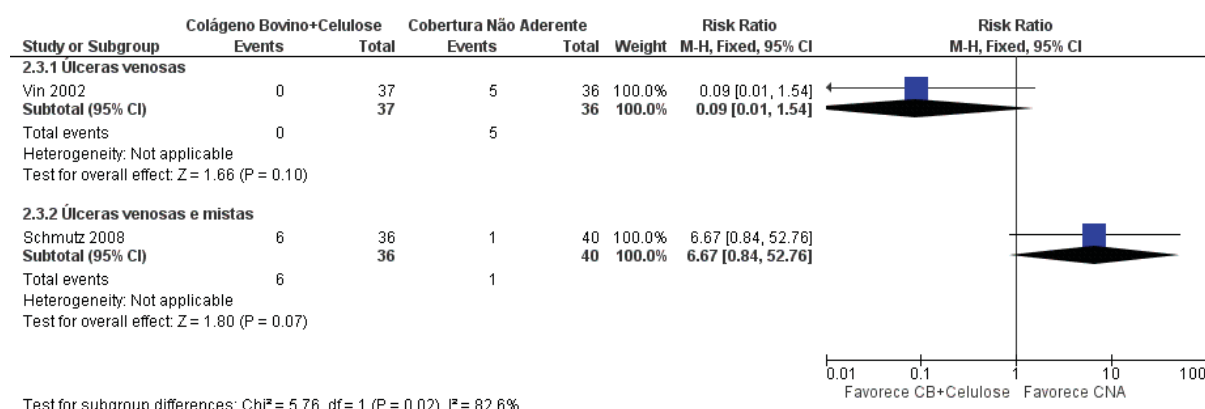 Colágeno Bovino+Celulose Cobertura Não Aderente Risk Ratio Risk Ratio
Study or Subgroup Events Total Events Total Weight M-H, Fixed, 95% CI M-H, Fixed, 95% CI
2.3.1 Úlceras venosas
Vin 2002 0 37 5 36 100.0% 0.09 [0.01, 1.54]
Subtotal (95% CI) 37 36 100.0% 0.09 [0.01, 1.54]
Total events 0 5
Heterogeneity: Not applicable
Test for overall effect: Z = 1.66 (P = 0.10)
2.3.2 Úlceras venosas e mistas
Schmutz 2008 6 36 1 40 100.0% 6.67 [0.84, 52.76]
Subtotal (95% CI) 36 40 100.0% 6.67 [0.84, 52.76]
Total events 6 1
Heterogeneity: Not applicable
Test for overall effect: Z = 1.80 (P = 0.07)
0.01 0.1 1 10 100
Favorece CB+Celulose Favorece CNA
Test for subgroup differences: Chi² = 5.76, df = 1 (P = 0.02), I² = 82.6%